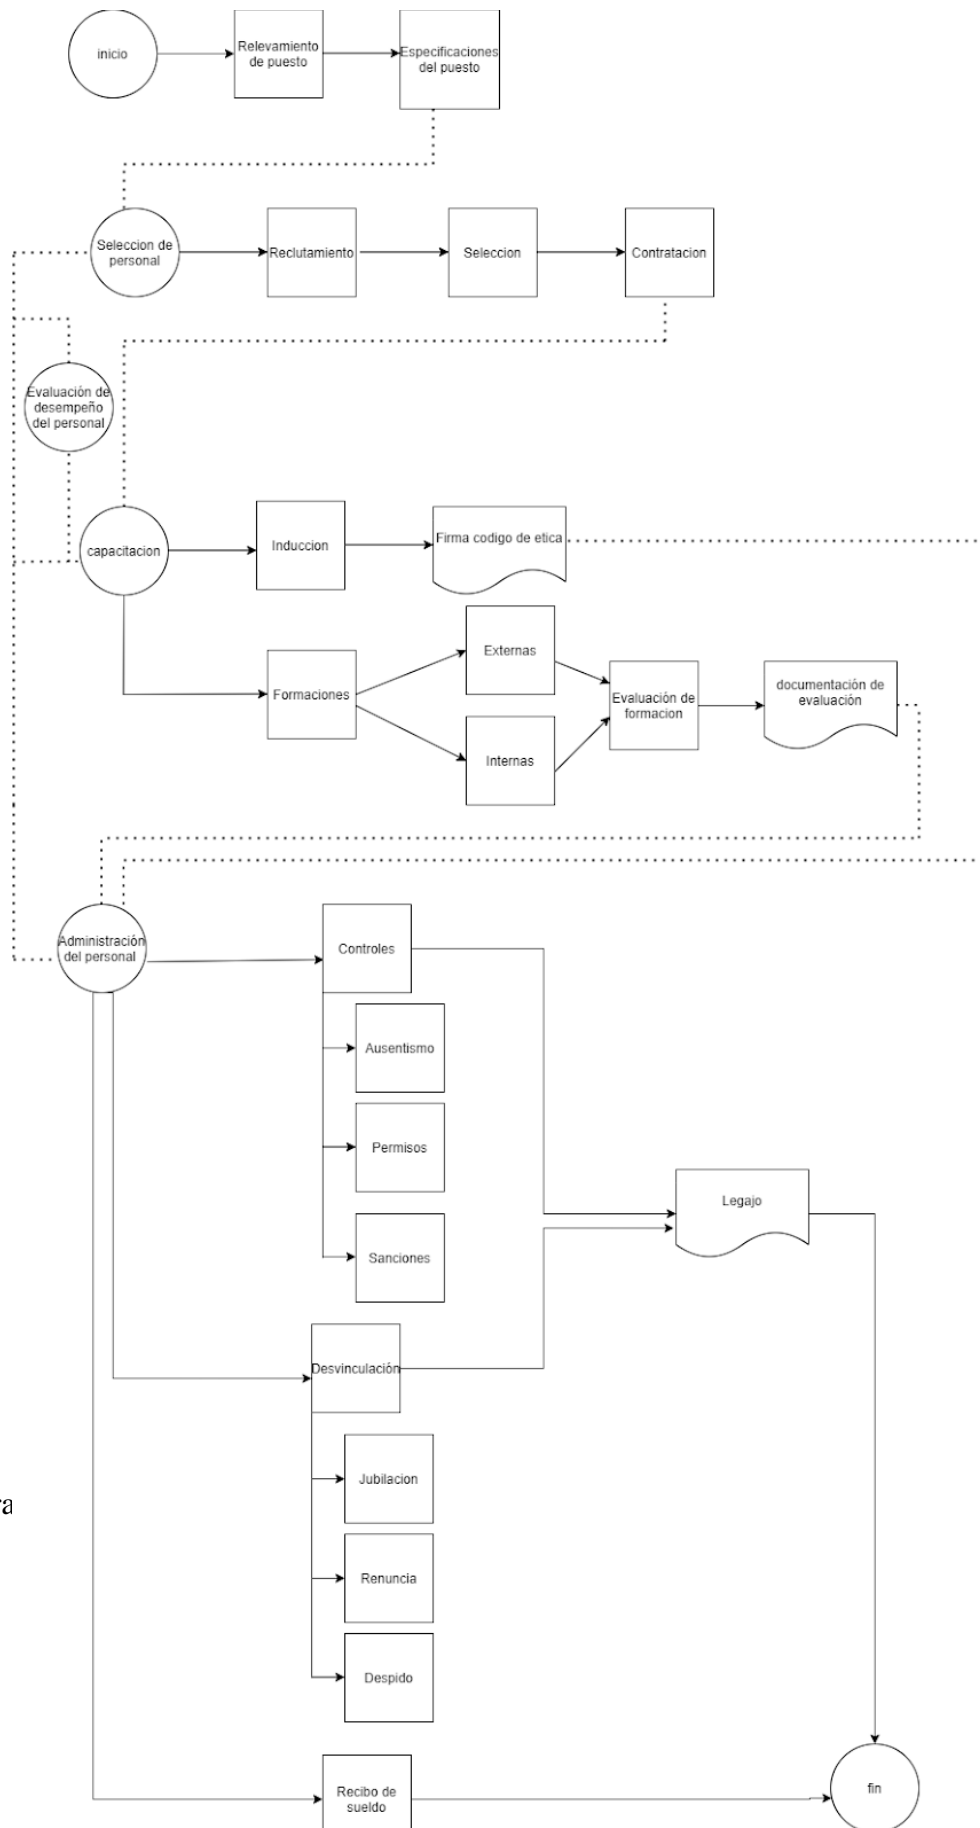 inicio
Relevamiento
de puesto
Especificaciones
del puesto
Seleccion de
personal
Reclutamiento
Seleccion
Contratacion
Evaluación de
desempeño
del personal
capacitacion
Induccion
Firma codigo de etica
Formaciones
Externas
Internas
Evaluación de
formacion
documentación de
evaluación
Administración
del personal
Controles
Ausentismo
Permisos
Sanciones
Legajo
Desvinculación
Jubilacion
Renuncia
Despido
Recibo de
sueldo
fin